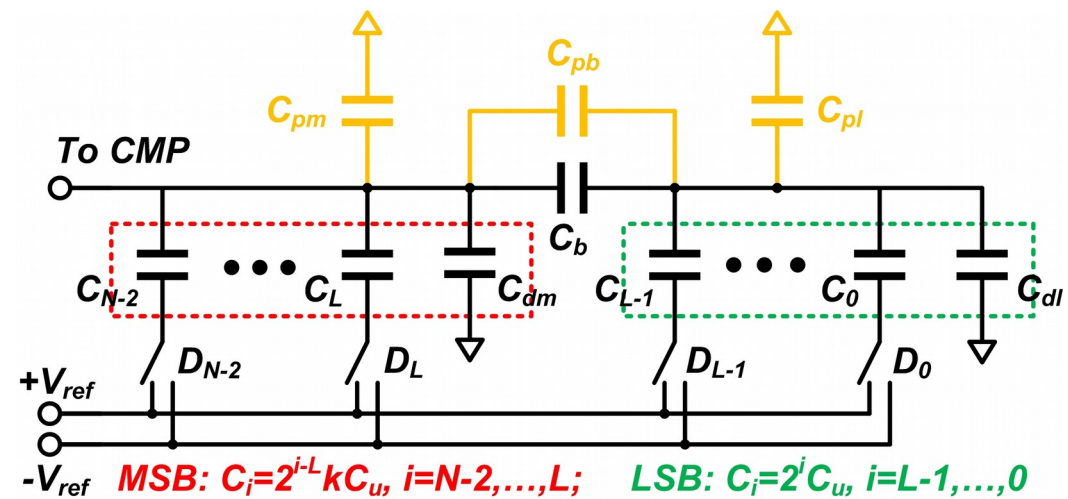 C_pb
C_pm
C_pl
To CMP
C_b
C_N-2
C_L
C_dm
C_L-1
C_0
C_dl
D_N-2
D_L
D_L-1
D_0
+V_ref
-V_ref
MSB: C_i=2^{i-L}kC_u, i=N-2,...,L;
LSB: C_i=2^iC_u, i=L-1,...,0